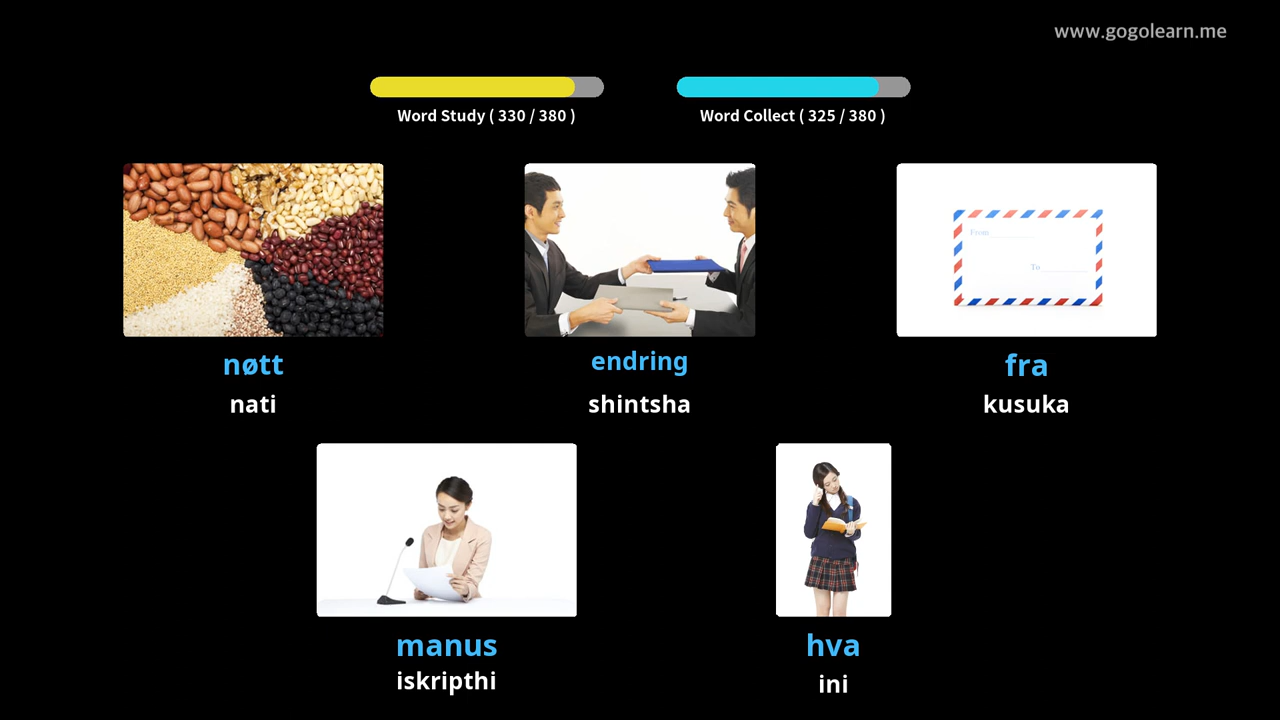 www.gogolearn.me
Word Study ( 330 / 380 )
Word Collect ( 325 / 380 )
From
To
nøtt
nati
endring
shintsha
fra
kusuka
manus
iskripthi
hva
ini